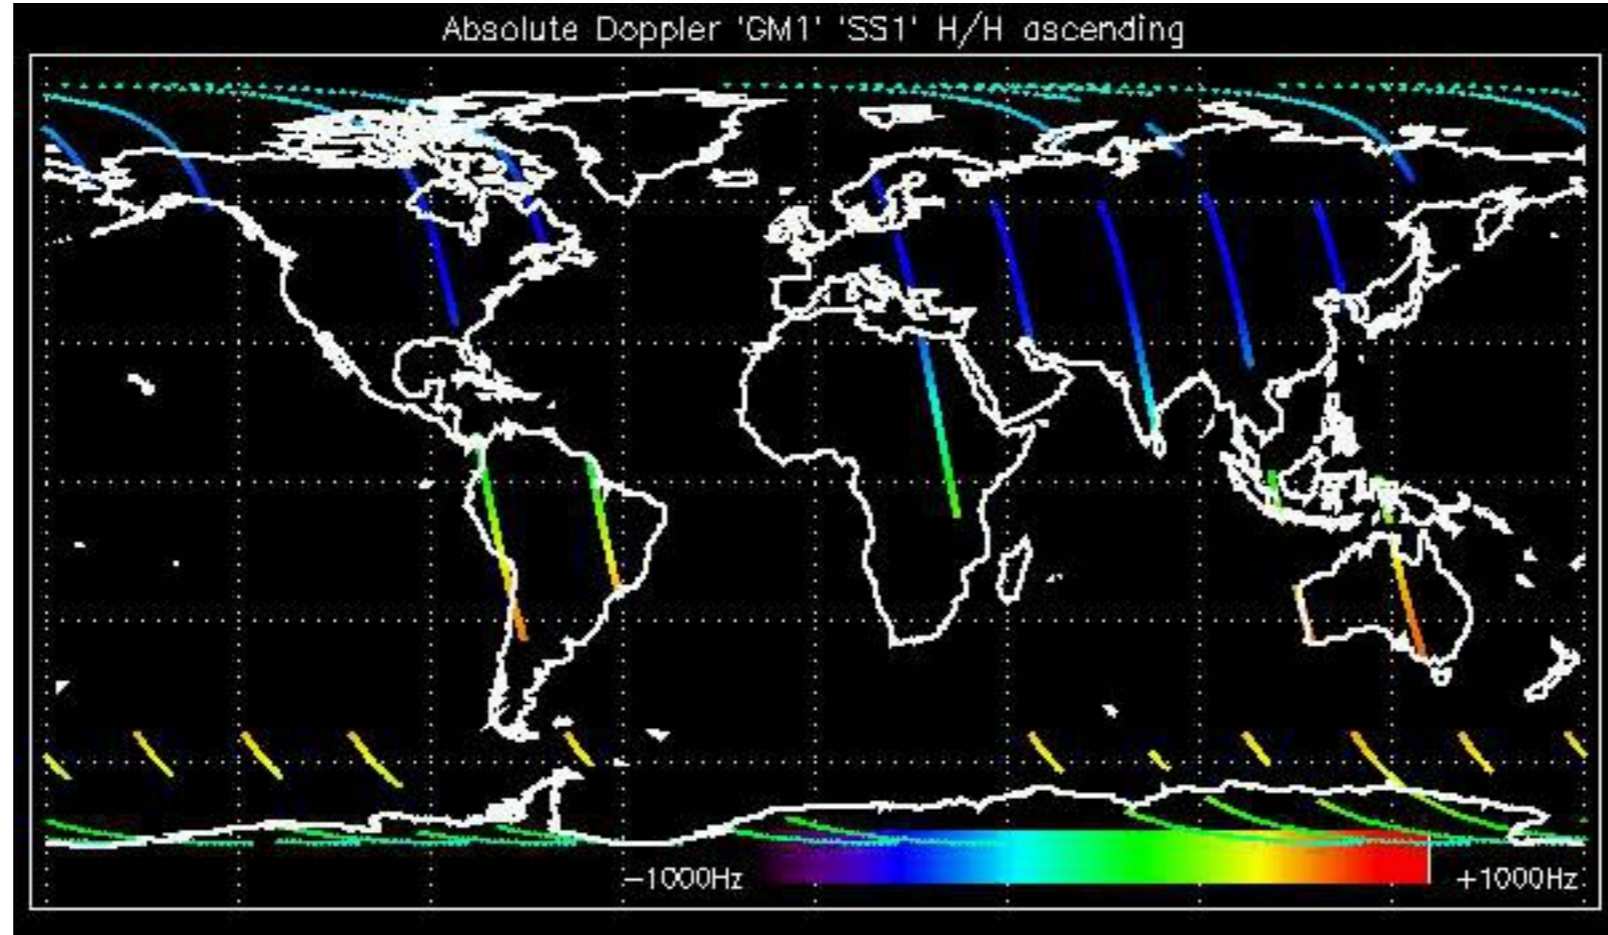 Absolute Doppler 'GM1' 'SS1' H/H ascending
−1000Hz
+1000Hz